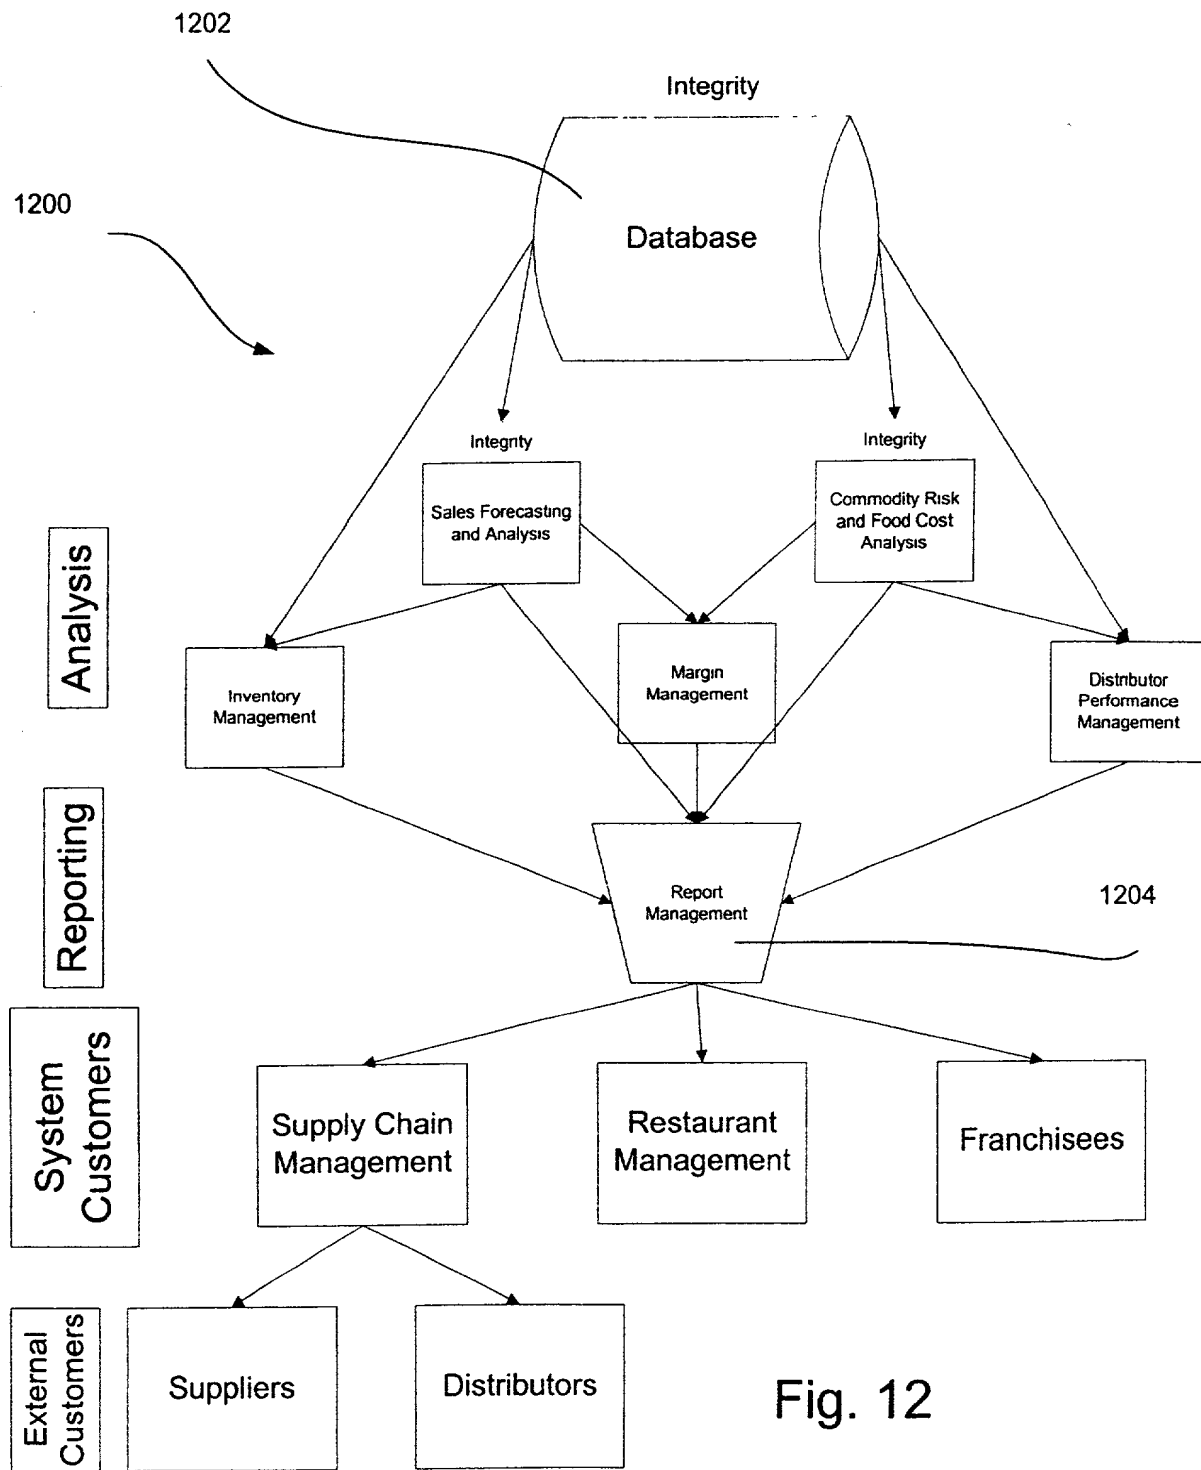 1202
Integrity
1200
Database
Integrity
Integrity
Sales Forecasting
and Analysis
Commodity Risk
and Food Cost
Analysis
Analysis
Inventory
Management
Margin
Management
Distributor
Performance
Management
Reporting
Report
Management
1204
System
Customers
Supply Chain
Management
Restaurant
Management
Franchisees
External
Customers
Suppliers
Distributors
Fig. 12